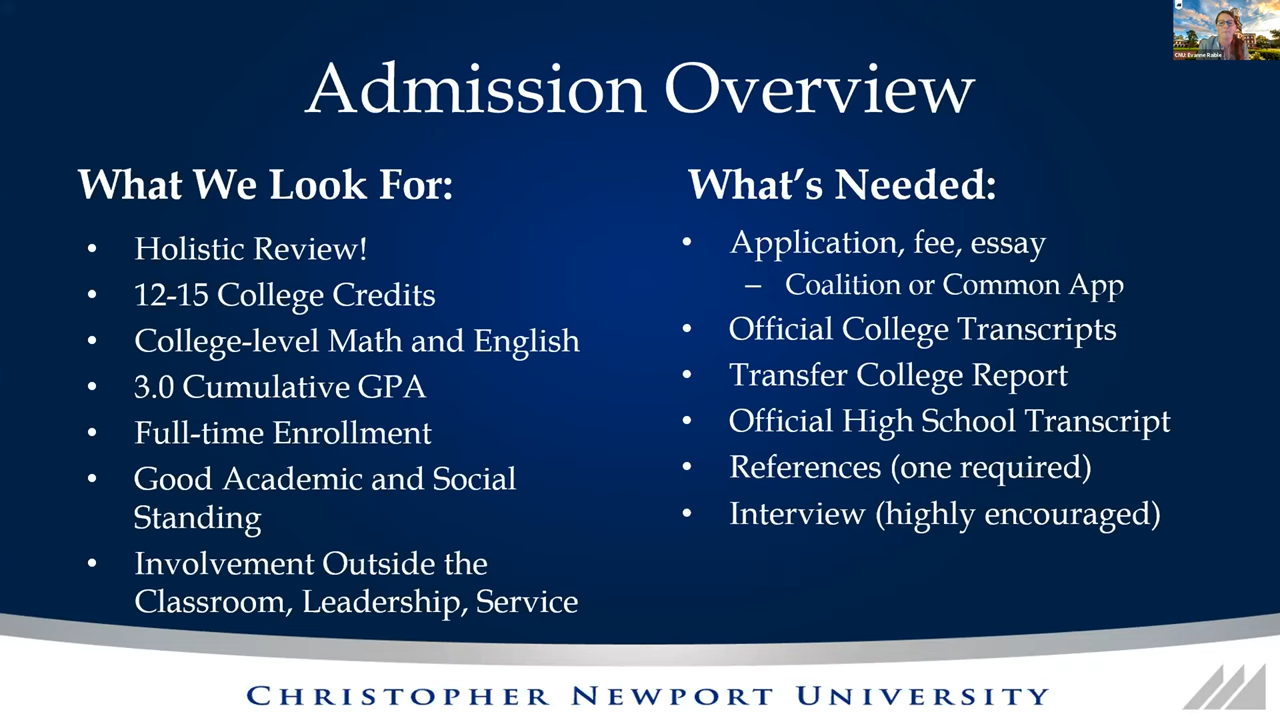 CNU: Evanne Raible
Admission Overview
What We Look For:
• Holistic Review!
• 12-15 College Credits
• College-level Math and English
• 3.0 Cumulative GPA
• Full-time Enrollment
• Good Academic and Social
Standing
• Involvement Outside the
Classroom, Leadership, Service
What's Needed:
• Application, fee, essay
– Coalition or Common App
• Official College Transcripts
• Transfer College Report
• Official High School Transcript
• References (one required)
• Interview (highly encouraged)
CHRISTOPHER NEWPORT UNIVERSITY